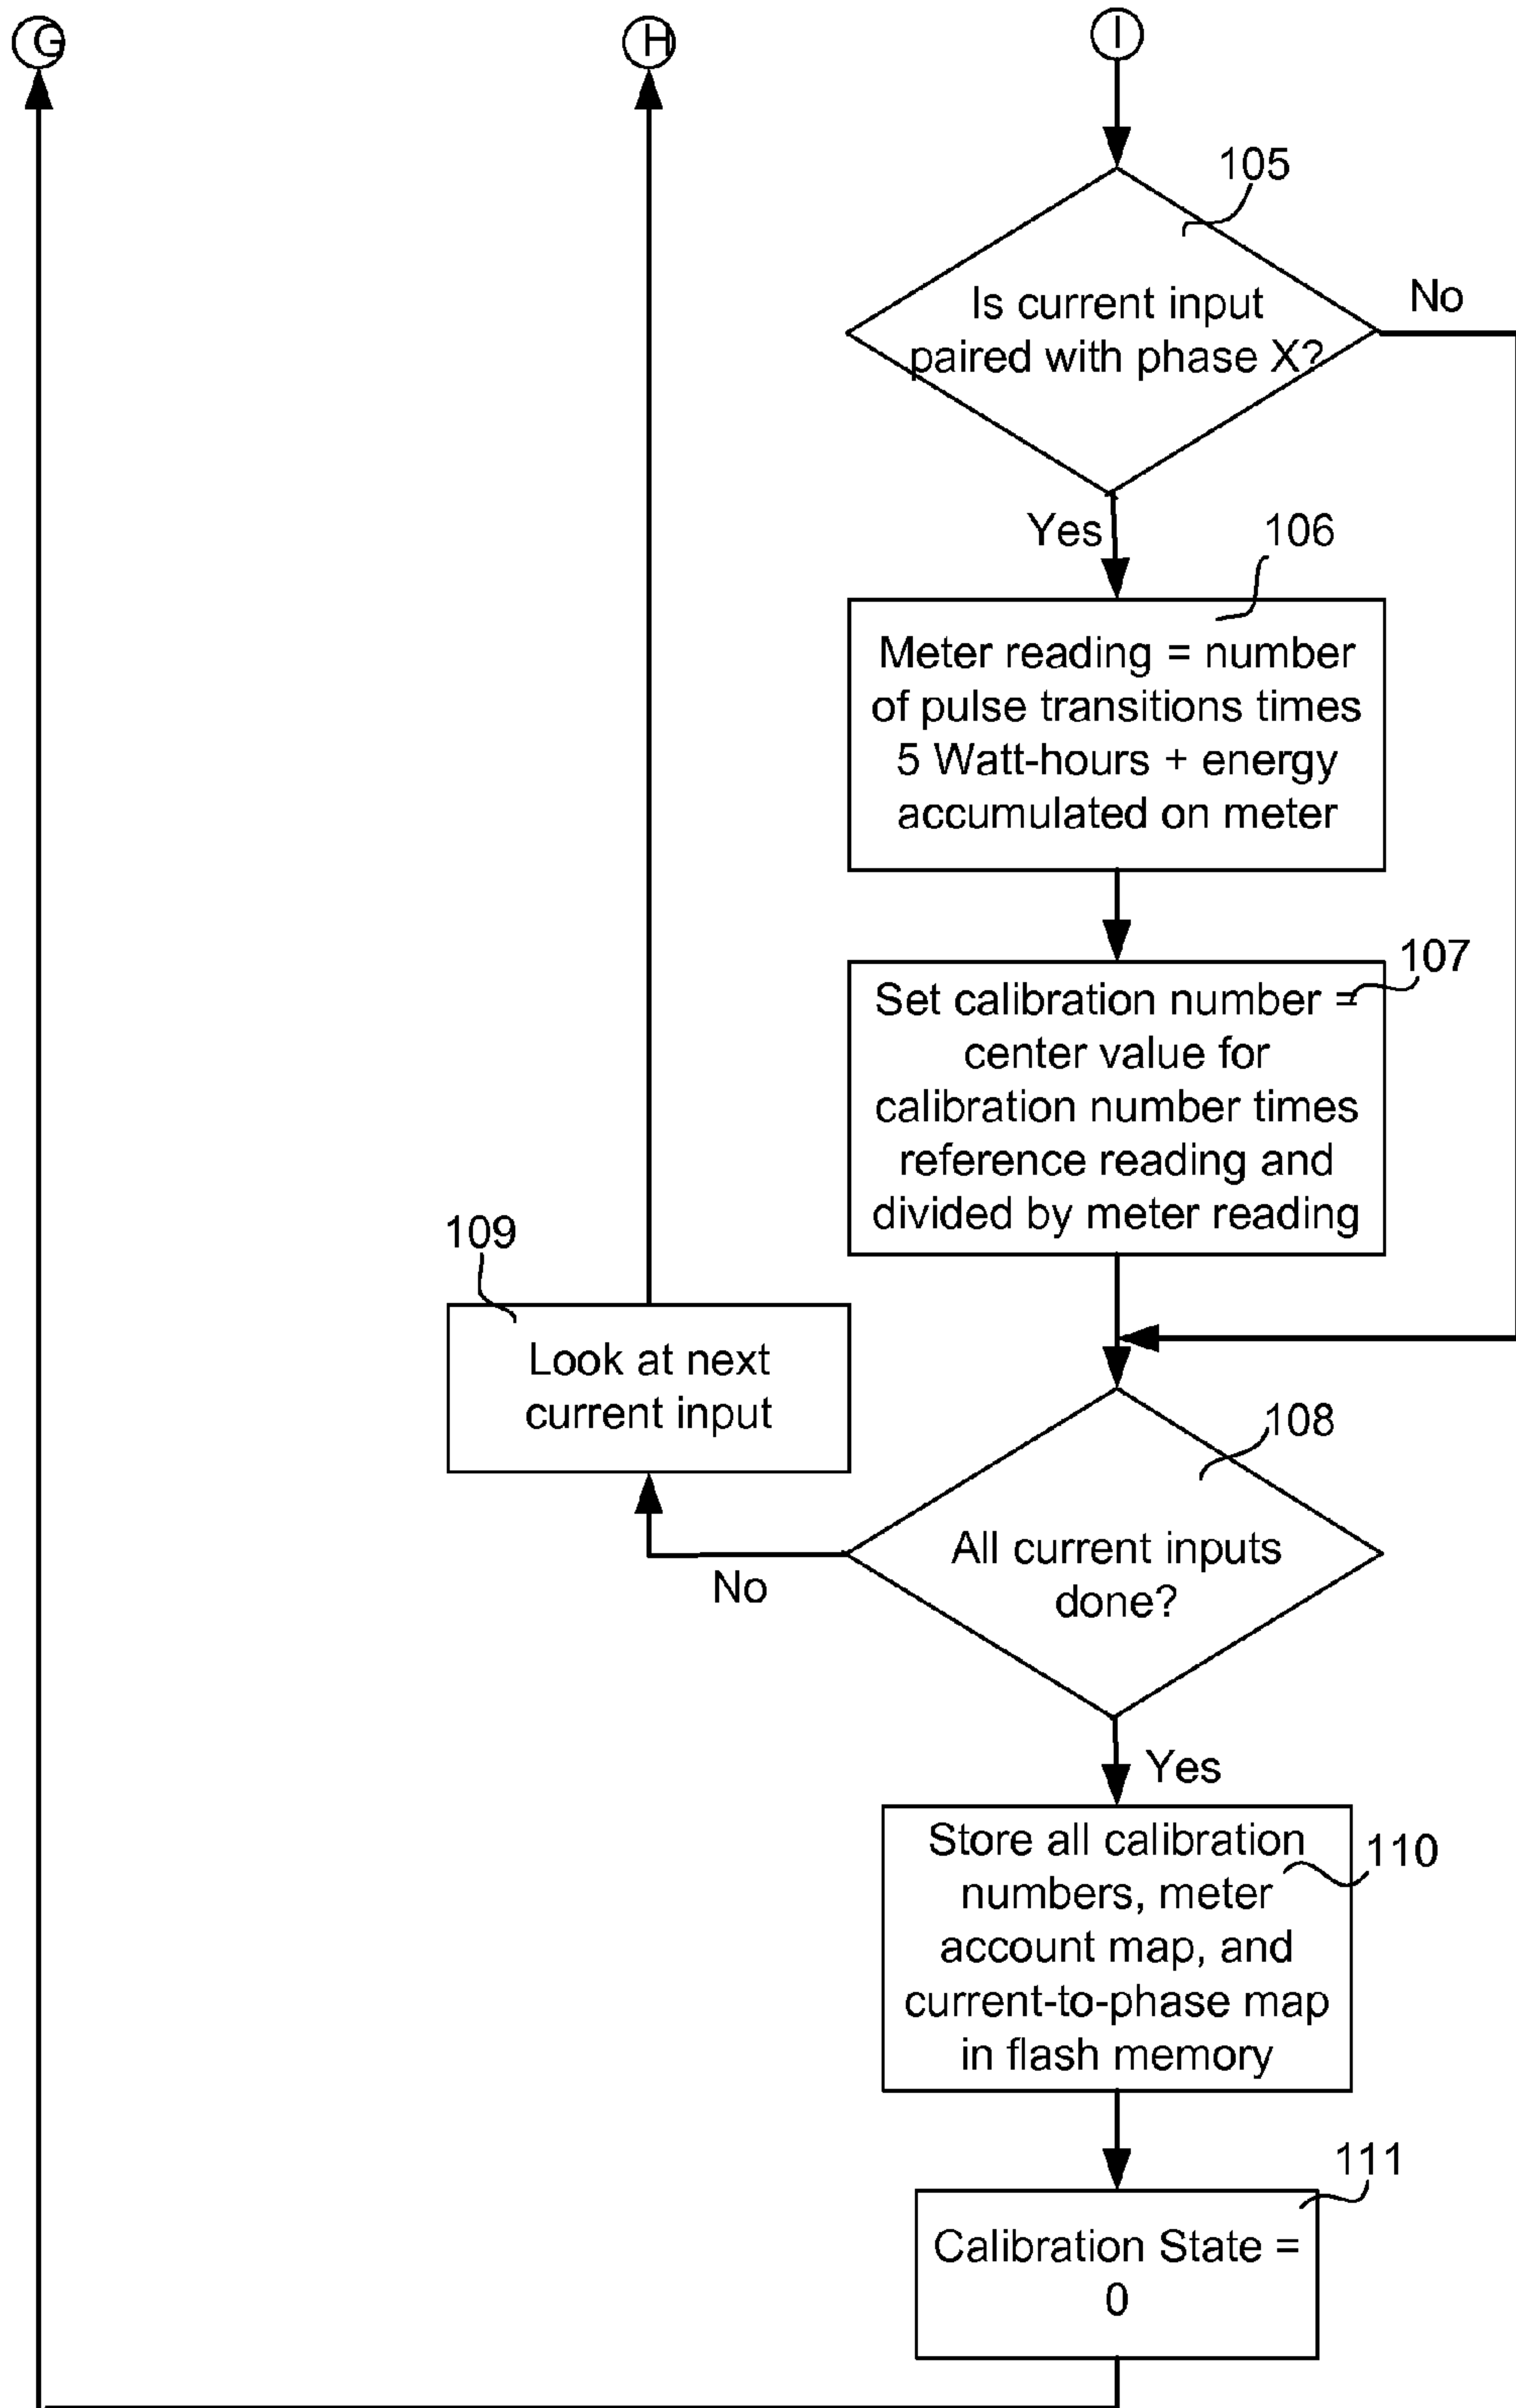 G
H
I
105
Is current input
paired with phase X?
No
Yes
106
Meter reading = number
of pulse transitions times
5 Watt-hours + energy
accumulated on meter
107
Set calibration number =
center value for
calibration number times
reference reading and
divided by meter reading
109
Look at next
current input
108
All current inputs
done?
No
Yes
Store all calibration
numbers, meter
account map, and
current-to-phase map
in flash memory
110
111
Calibration State =
0